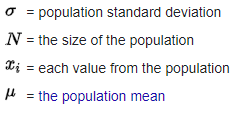 σ = population standard deviation
N = the size of the population
xᵢ = each value from the population
μ = the population mean